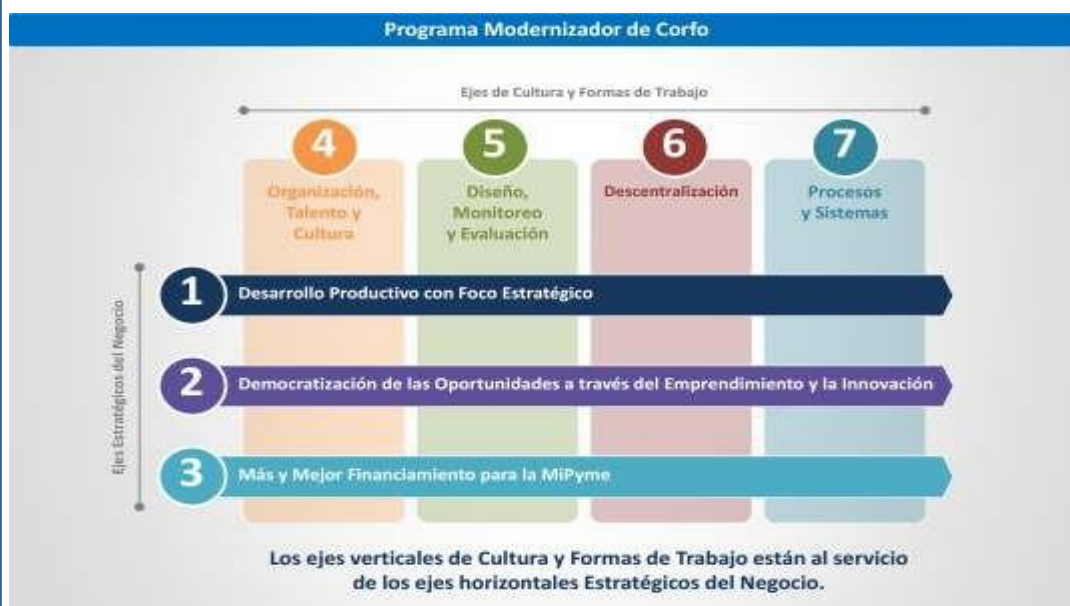 Programa Modernizador de Corfo
Ejes de Cultura y Formas de Trabajo
4
Organización,
Talento y
Cultura
5
Diseño,
Monitoreo
y Evaluación
6
Descentralización
7
Procesos
y Sistemas
Ejes Estratégicos del Negocio
1
Desarrollo Productivo con Foco Estratégico
2
Democratización de las Oportunidades a través del Emprendimiento y la Innovación
3
Más y Mejor Financiamiento para la MiPyme
Los ejes verticales de Cultura y Formas de Trabajo están al servicio
de los ejes horizontales Estratégicos del Negocio.